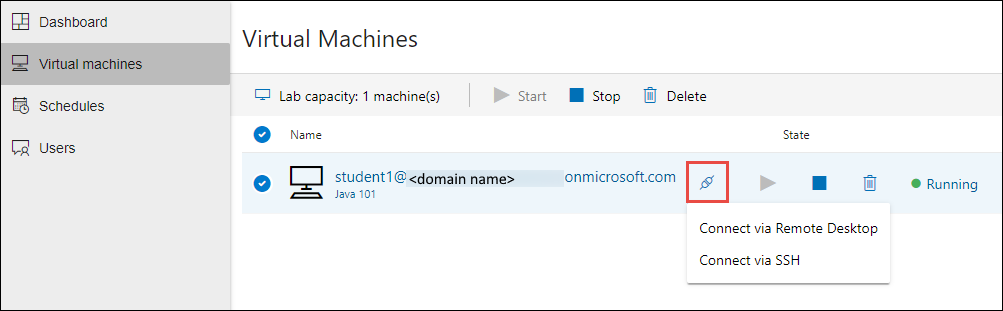 Dashboard
Virtual machines
Schedules
Users
Virtual Machines
Lab capacity: 1 machine(s) Start Stop Delete
Name State
student1@<domain name>onmicrosoft.com Running
Java 101
Connect via Remote Desktop
Connect via SSH